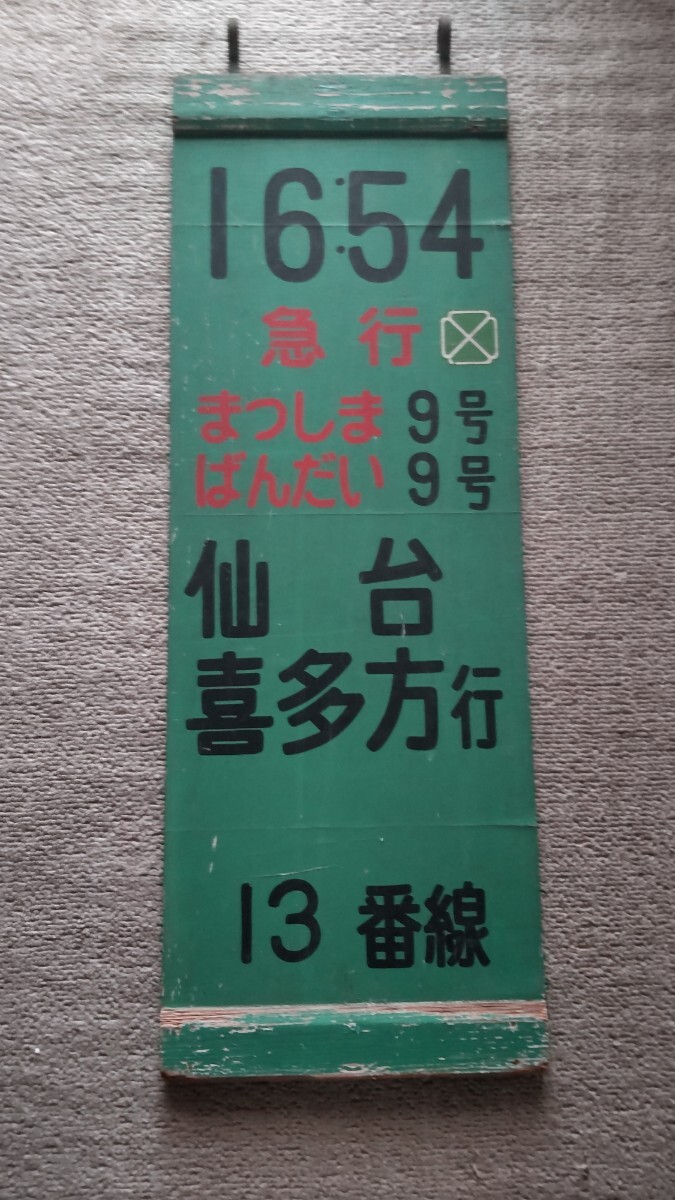 16:54
急行
まつしま 9号
ばんだい 9号
仙台
喜多方行
13 番線